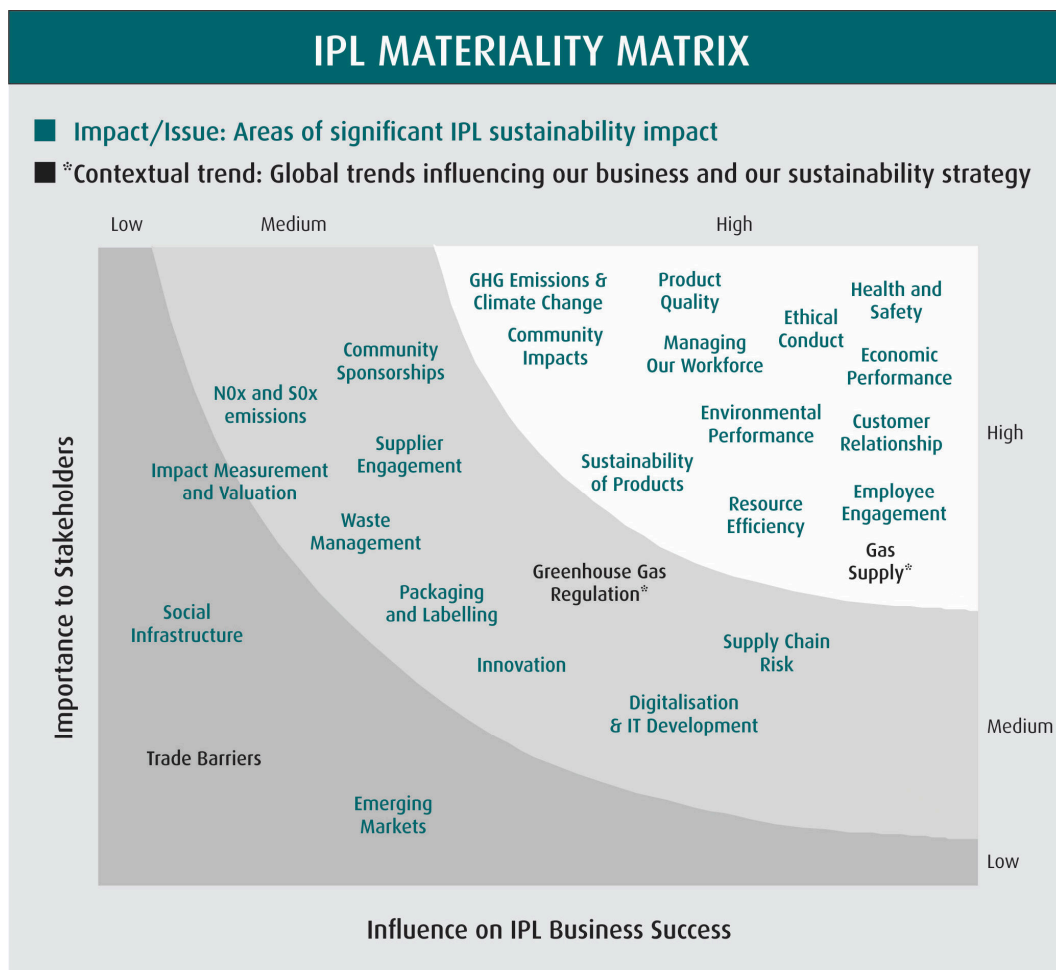 IPL MATERIALITY MATRIX
Impact/Issue: Areas of significant IPL sustainability impact
*Contextual trend: Global trends influencing our business and our sustainability strategy
Low
Medium
High
GHG Emissions &
Climate Change
Product
Quality
Health and
Safety
Ethical
Conduct
Community
Impacts
Managing
Our Workforce
Economic
Performance
Community
Sponsorships
N0x and S0x
emissions
Environmental
Performance
Customer
Relationship
High
Supplier
Engagement
Sustainability
of Products
Impact Measurement
and Valuation
Resource
Efficiency
Employee
Engagement
Waste
Management
Gas
Supply*
Greenhouse Gas
Regulation*
Packaging
and Labelling
Social
Infrastructure
Supply Chain
Risk
Innovation
Digitalisation
& IT Development
Medium
Trade Barriers
Emerging
Markets
Low
Importance to Stakeholders
Influence on IPL Business Success